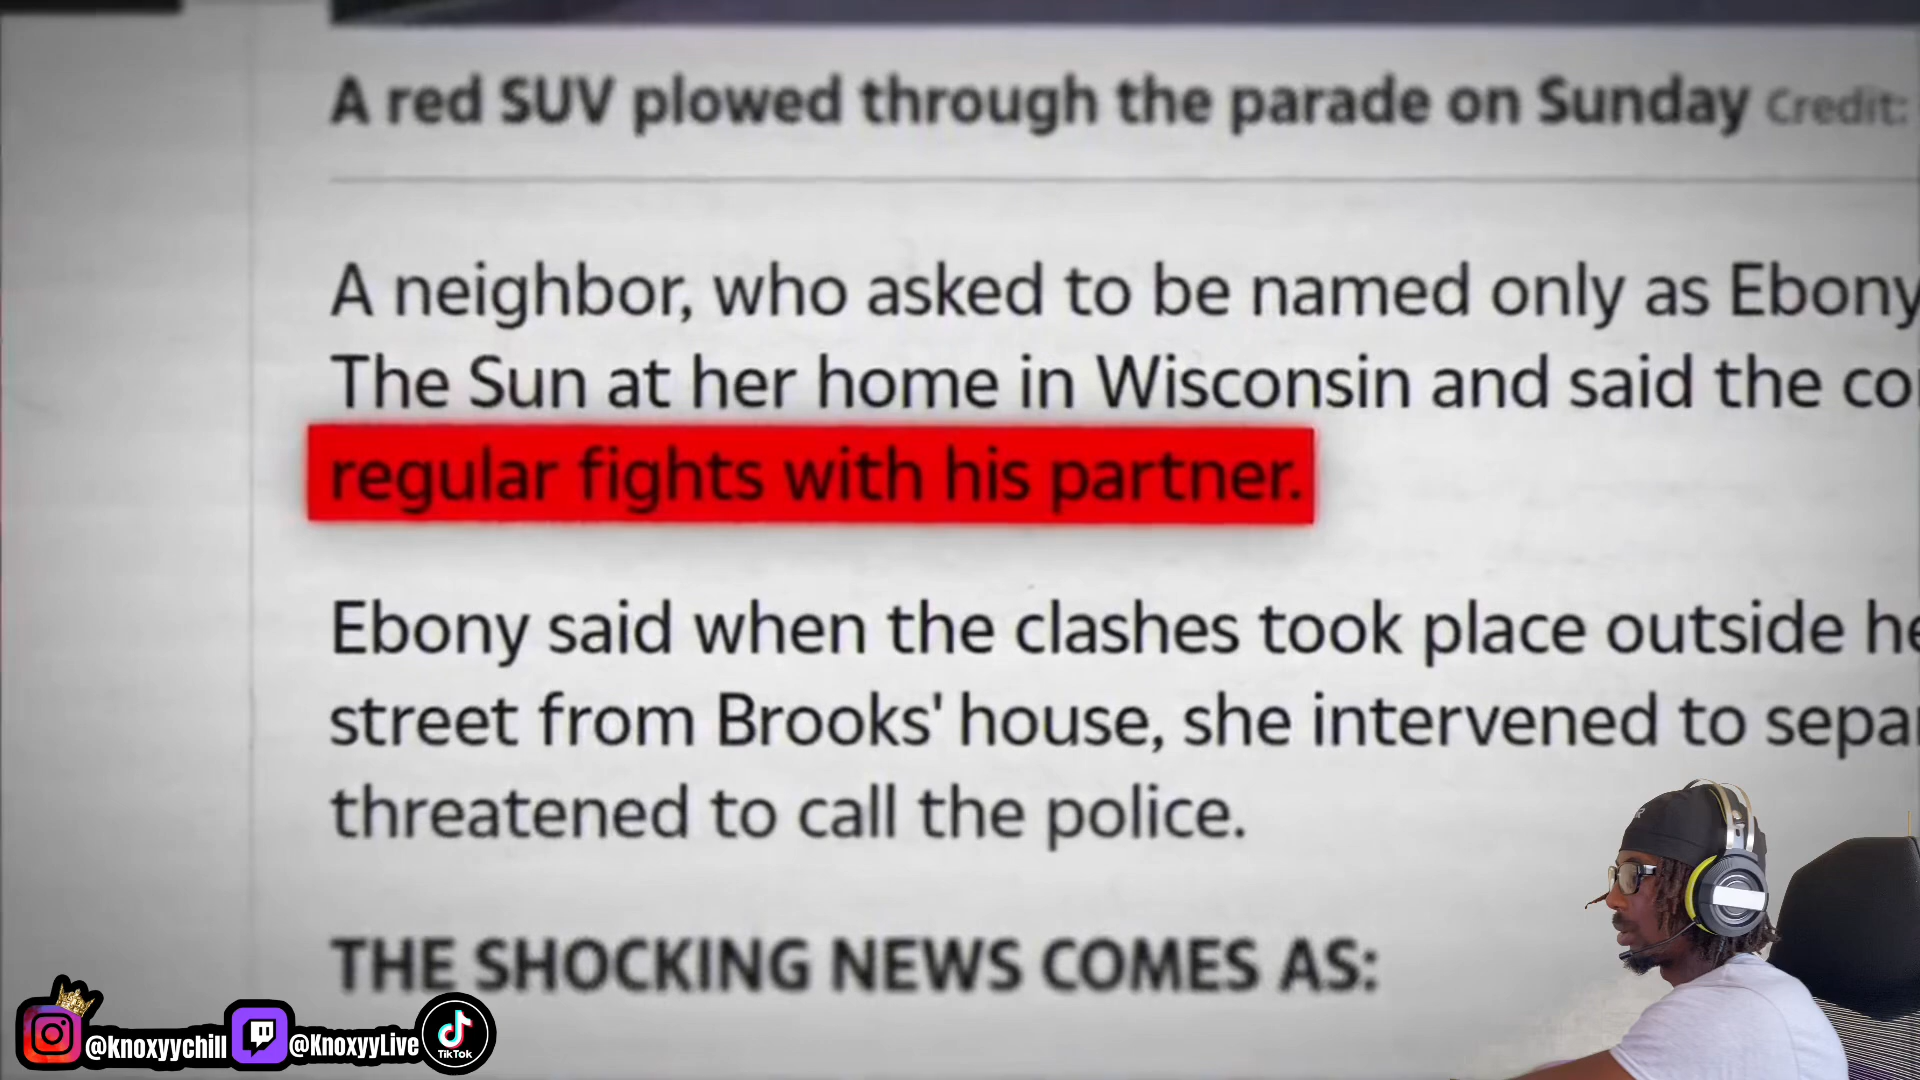 A red SUV plowed through the parade on Sunday Credit:
A neighbor, who asked to be named only as Ebony
The Sun at her home in Wisconsin and said the
regular fights with his partner.
Ebony said when the clashes took place outside
street from Brooks' house, she intervened to
threatened to call the police.
THE SHOCKING NEWS COMES AS:
@knoxyychill @KnoxyyLive TikTok